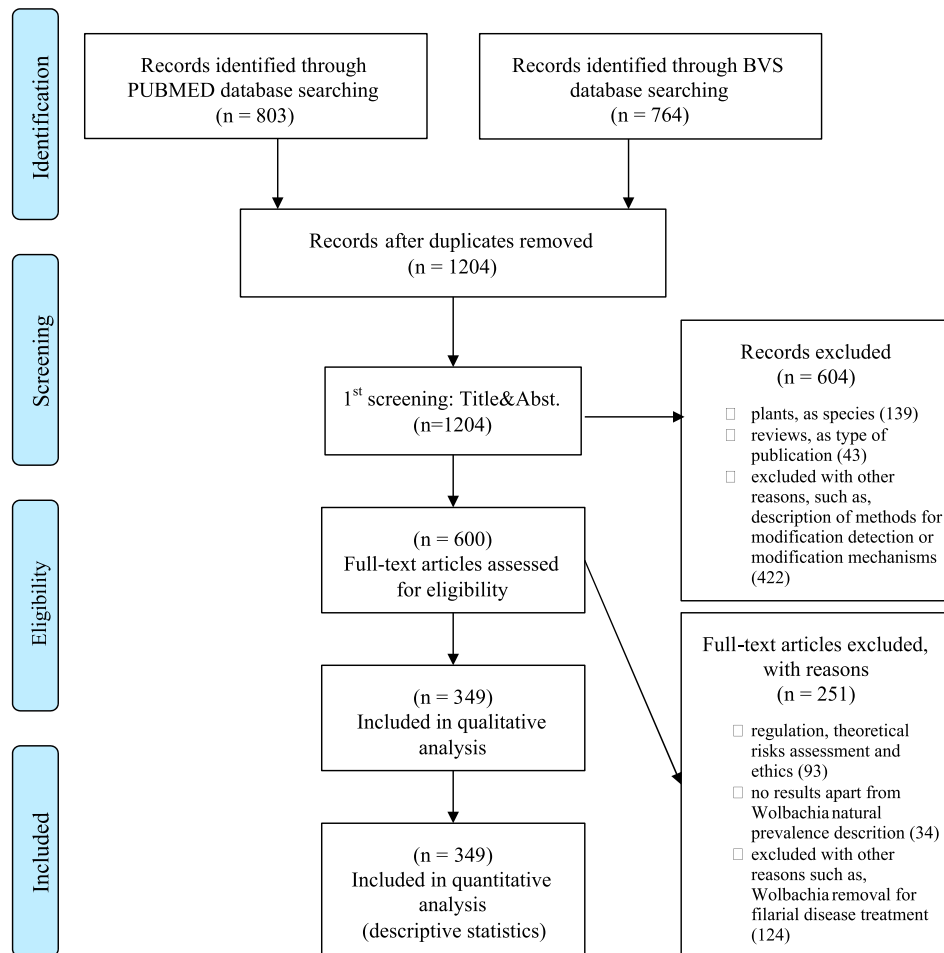 Identification
Records identified through
PUBMED database searching
(n = 803)
Records identified through BVS
database searching
(n = 764)
Records after duplicates removed
(n = 1204)
Screening
1st screening: Title&Abst.
(n=1204)
Records excluded
(n = 604)
plants, as species (139)
reviews, as type of
publication (43)
excluded with other
reasons, such as,
description of methods for
modification detection or
modification mechanisms
(422)
Eligibility
(n = 600)
Full-text articles assessed
for eligibility
Full-text articles excluded,
with reasons
(n = 251)
regulation, theoretical
risks assessment and
ethics (93)
no results apart from
Wolbachia natural
prevalence descrition (34)
excluded with other
reasons such as,
Wolbachia removal for
filarial disease treatment
(124)
(n = 349)
Included in qualitative
analysis
Included
(n = 349)
Included in quantitative
analysis
(descriptive statistics)